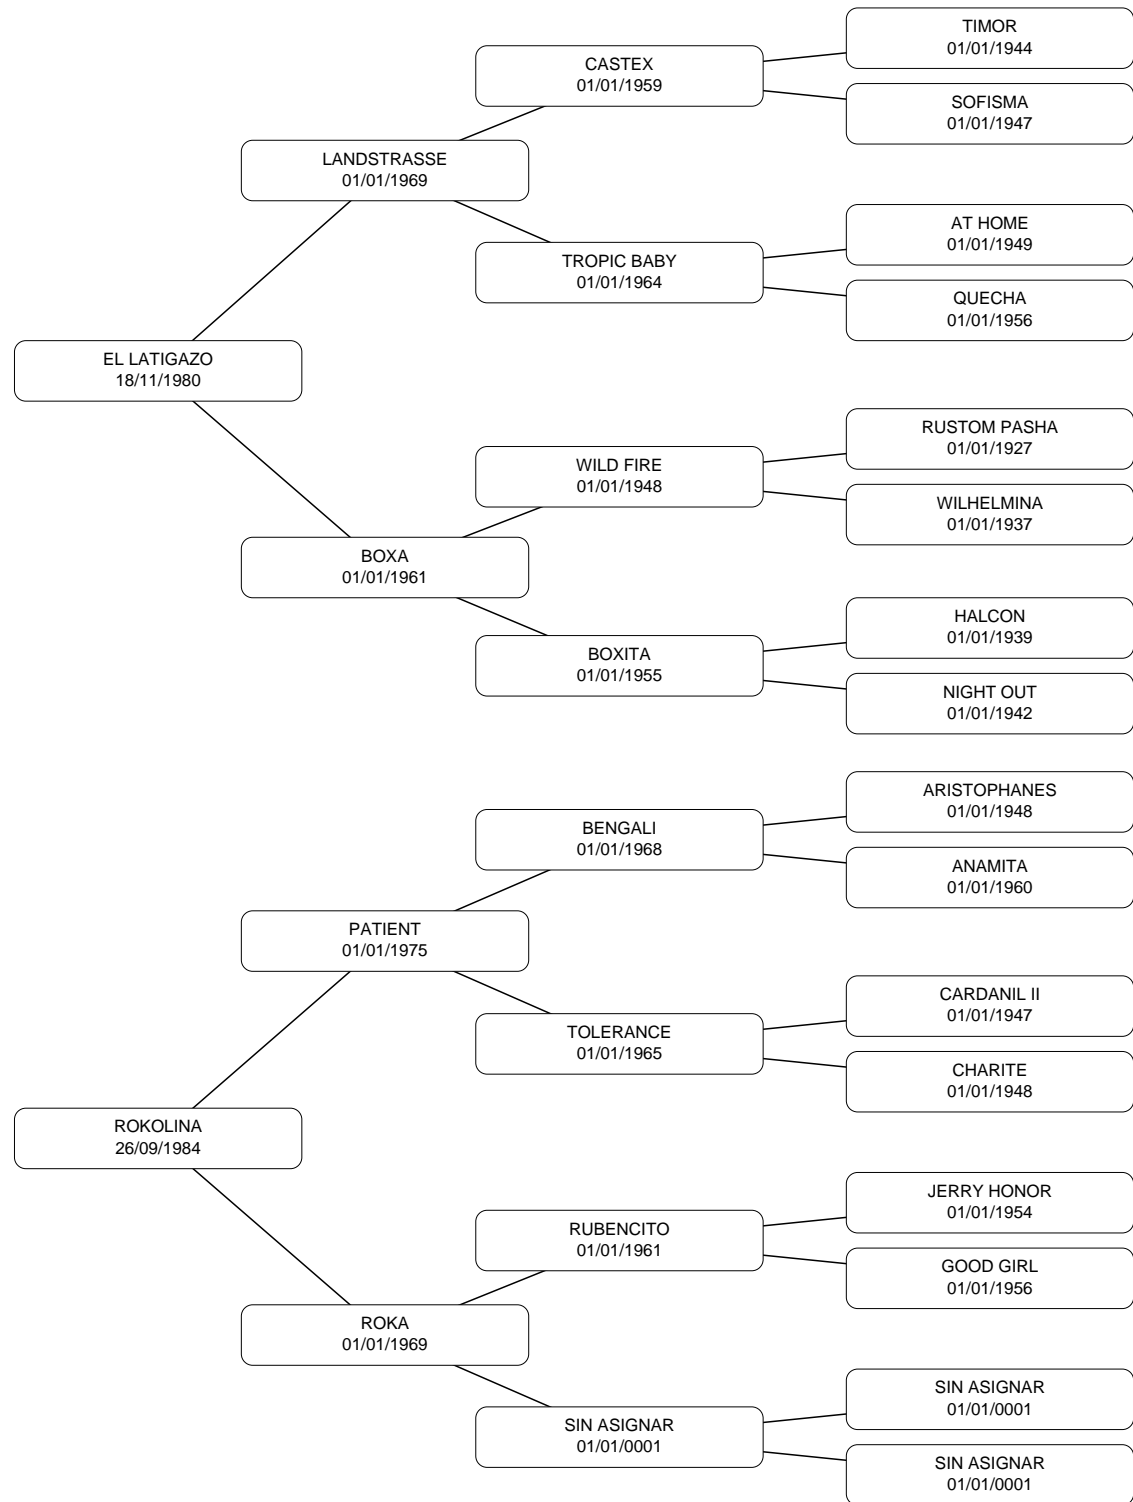 TIMOR
01/01/1944
CASTEX
01/01/1959
SOFISMA
01/01/1947
LANDSTRASSE
01/01/1969
AT HOME
01/01/1949
TROPIC BABY
01/01/1964
QUECHA
01/01/1956
EL LATIGAZO
18/11/1980
RUSTOM PASHA
01/01/1927
WILD FIRE
01/01/1948
WILHELMINA
01/01/1937
BOXA
01/01/1961
HALCON
01/01/1939
BOXITA
01/01/1955
NIGHT OUT
01/01/1942
ARISTOPHANES
01/01/1948
BENGALI
01/01/1968
ANAMITA
01/01/1960
PATIENT
01/01/1975
CARDANIL II
01/01/1947
TOLERANCE
01/01/1965
CHARITE
01/01/1948
ROKOLINA
26/09/1984
JERRY HONOR
01/01/1954
RUBENCITO
01/01/1961
GOOD GIRL
01/01/1956
ROKA
01/01/1969
SIN ASIGNAR
01/01/0001
SIN ASIGNAR
01/01/0001
SIN ASIGNAR
01/01/0001